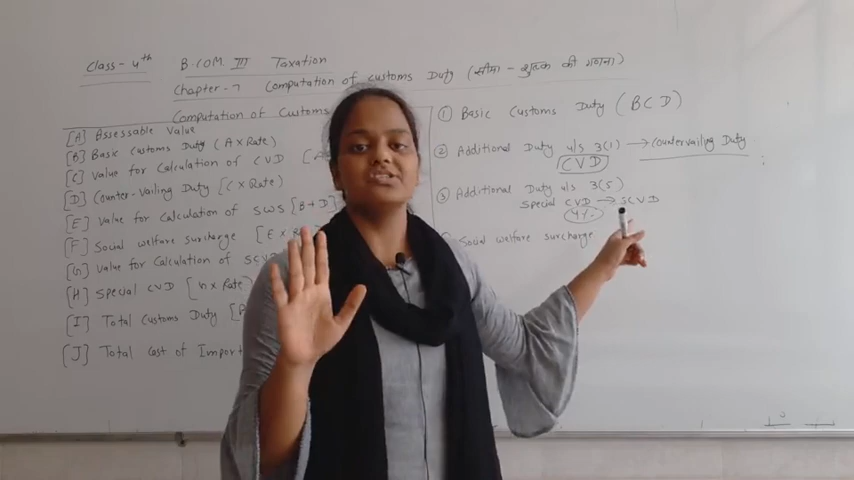 Class - 4th B.COM. III Taxation
Chapter - 7 Computation of Customs Duty (सीमा - शुल्क की गणना)
Computation of Customs
[A] Assessable Value
[B] Basic Customs Duty (A x Rate)
[C] Value for Calculation of CVD [A
[D] Counter-Vailing Duty [C x Rate]
[E] Value for Calculation of SWS [B+D]
[F] Social welfare surcharge [E x Ra
[G] Value for Calculation of SCV
[H] Special CVD [G x Rate]
[I] Total Customs Duty [
[J] Total Cost of Impor
① Basic Customs Duty (BCD)
② Additional Duty u/s 3(1) → Countervailing Duty
CVD
③ Additional Duty u/s 3(5)
Special CVD → SCVD
4%
Social welfare surcharge